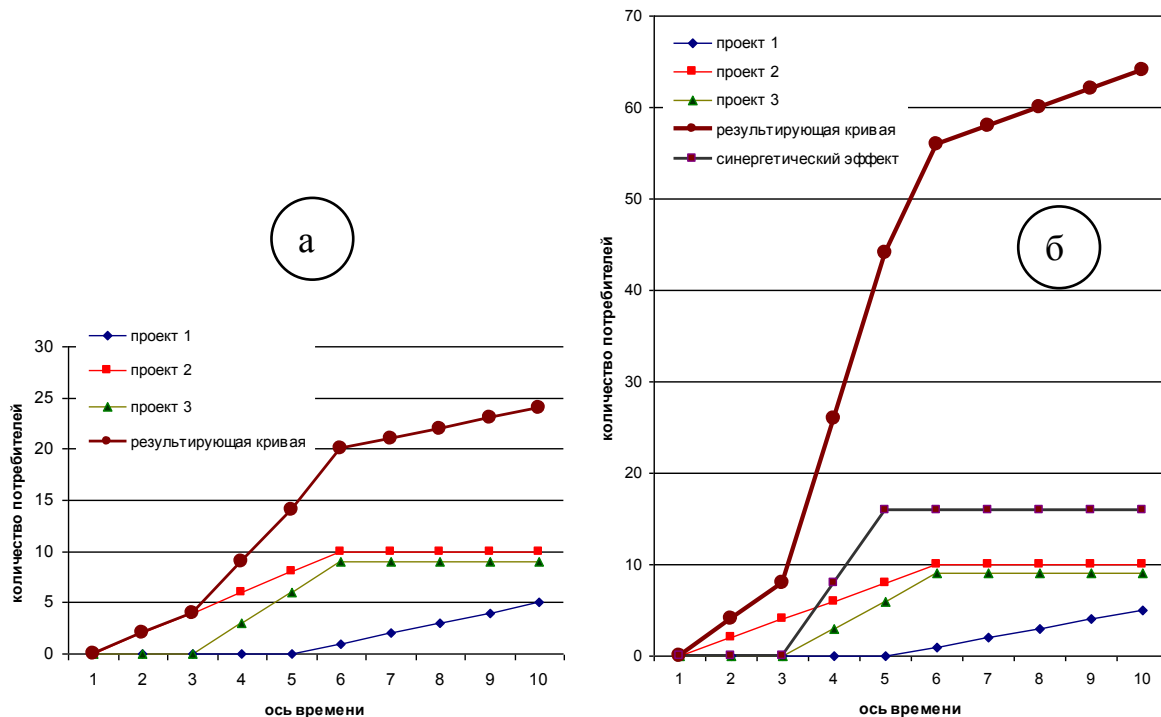 а
проект 1
проект 2
проект 3
результирующая кривая
30
25
20
15
10
5
0
количество потребителей
1 2 3 4 5 6 7 8 9 10
ось времени
б
проект 1
проект 2
проект 3
результирующая кривая
синергетический эффект
70
60
50
40
30
20
10
0
количество потребителей
1 2 3 4 5 6 7 8 9 10
ось времени